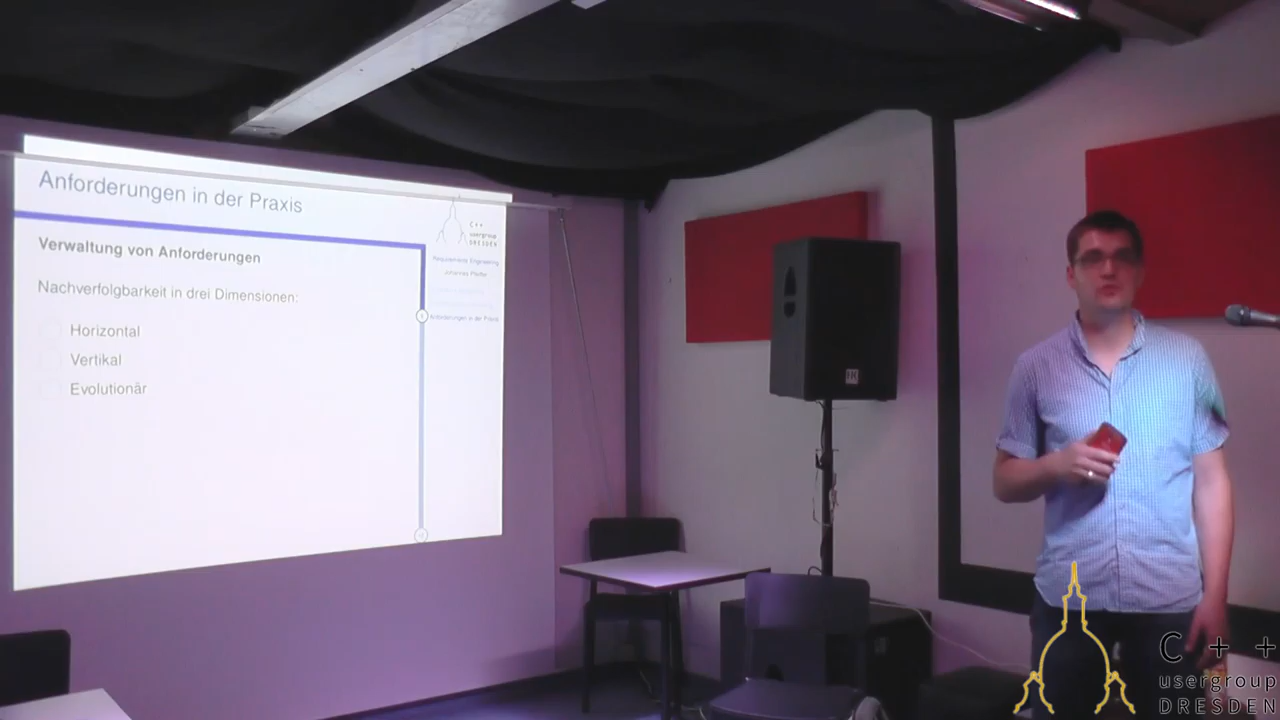 Anforderungen in der Praxis
Verwaltung von Anforderungen
Nachverfolgbarkeit in drei Dimensionen:
Horizontal
Vertikal
Evolutionär
C++
usergroup
DRESDEN
Requirements Engineering
Johannes Pfeffer
Anforderungen in der Praxis
C++
usergroup
DRESDEN